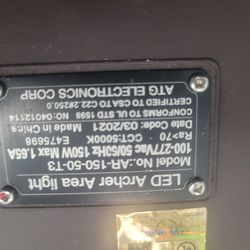 LED Archer Area light
Model No.:AR-150-50-T3
100-277Vac 50/60Hz 150W Max 1.65A
Ra>70 CCT:5000K
E475698
Date Code: 03/2021
Made in China
CONFORMS TO UL STD 1598 NO:0401214
CERTIFIED TO CSA TO C22.2#250.0
ATG ELECTRONICS CORP